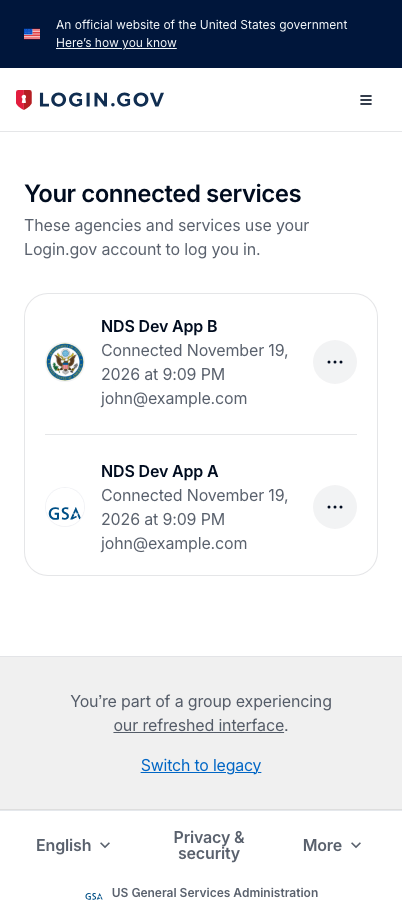 An official website of the United States government
Here’s how you know
LOGIN.GOV
Your connected services
These agencies and services use your
Login.gov account to log you in.
NDS Dev App B
Connected November 19,
2026 at 9:09 PM
john@example.com
NDS Dev App A
GSA
Connected November 19,
2026 at 9:09 PM
john@example.com
You’re part of a group experiencing
our refreshed interface.
Switch to legacy
English
Privacy &
security
More
GSA US General Services Administration